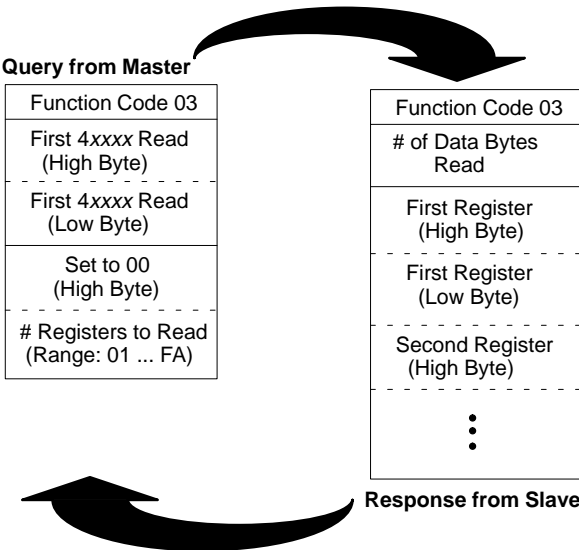 Query from Master
Function Code 03
First 4xxxx Read
(High Byte)
First 4xxxx Read
(Low Byte)
Set to 00
(High Byte)
# Registers to Read
(Range: 01 ... FA)
Function Code 03
# of Data Bytes
Read
First Register
(High Byte)
First Register
(Low Byte)
Second Register
(High Byte)
Response from Slave